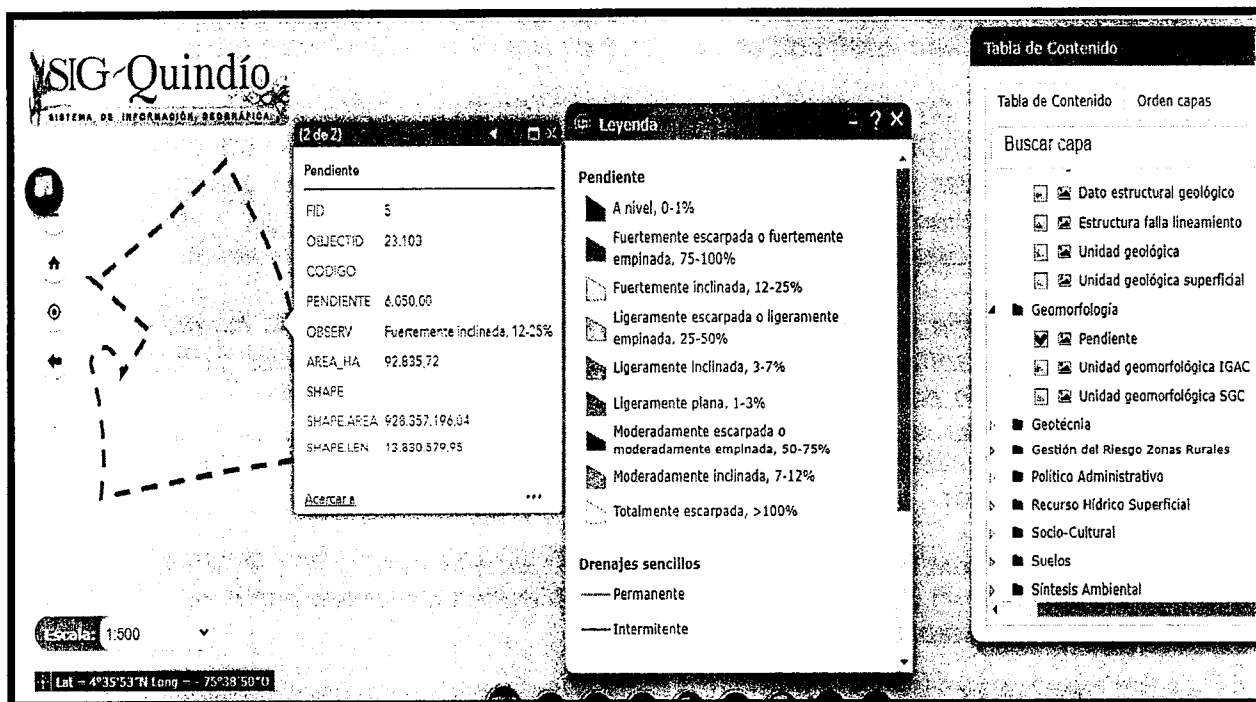 SIG-Quindío
SISTEMA DE INFORMACIÓN GEOGRÁFICA
(2 de 2)
Pendiente
FID 5
OBJECTID 23.103
CODIGO
PENDIENTE 6.050,00
OBSERV Fuertemente inclinada, 12-25%
AREA_HA 92.835,72
SHAPE
SHAPE.AREA 928.357.196,04
SHAPE.LEN 13.830.579,95
Acercar a
•••
Leyenda
- ? X
Pendiente
A nivel, 0-1%
Fuertemente escarpada o fuertemente
empinada, 75-100%
Fuertemente inclinada, 12-25%
Ligeramente escarpada o ligeramente
empinada, 25-50%
Ligeramente inclinada, 3-7%
Ligeramente plana, 1-3%
Moderadamente escarpada o
moderadamente empinada, 50-75%
Moderadamente inclinada, 7-12%
Totalmente escarpada, >100%
Drenajes sencillos
Permanente
Intermitente
Tabla de Contenido
Tabla de Contenido Orden capas
Buscar capa
Dato estructural geológico
Estructura falla lineamiento
Unidad geológica
Unidad geológica superficial
Geomorfología
Pendiente
Unidad geomorfológica IGAC
Unidad geomorfológica SGC
Geotécnia
Gestión del Riesgo Zonas Rurales
Político Administrativo
Recurso Hídrico Superficial
Socio-Cultural
Suelos
Síntesis Ambiental
Escala: 1:500
Lat = 4°35'53"N Long = - 75°38'50"O